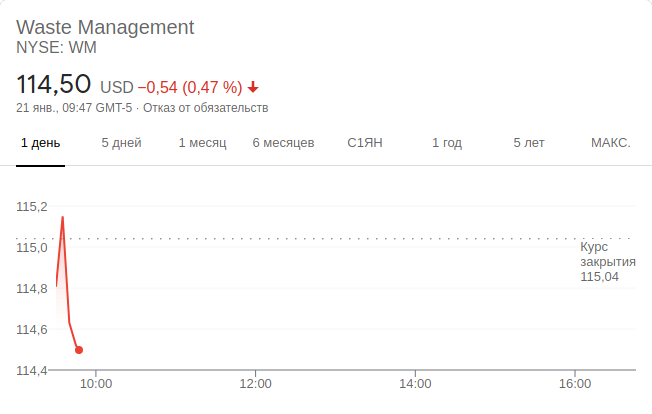 Waste Management
NYSE: WM
114,50 USD −0,54 (0,47 %)
21 янв., 09:47 GMT-5 · Отказ от обязательств
1 день 5 дней 1 месяц 6 месяцев С1ЯН 1 год 5 лет МАКС.
115,2
115,0
Курс
закрытия
115,04
114,8
114,6
114,4
10:00 12:00 14:00 16:00